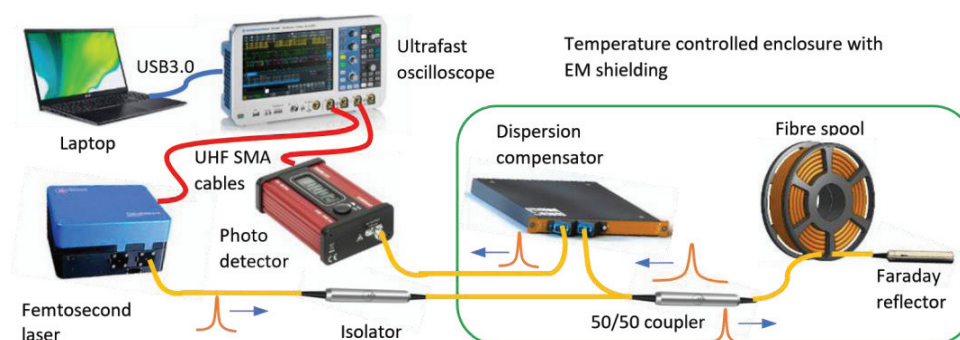 USB3.0
Ultrafast
oscilloscope
Temperature controlled enclosure with
EM shielding
Laptop
UHF SMA
cables
Dispersion
compensator
Fibre spool
Photo
detector
Femtosecond
laser
Isolator
50/50 coupler
Faraday
reflector